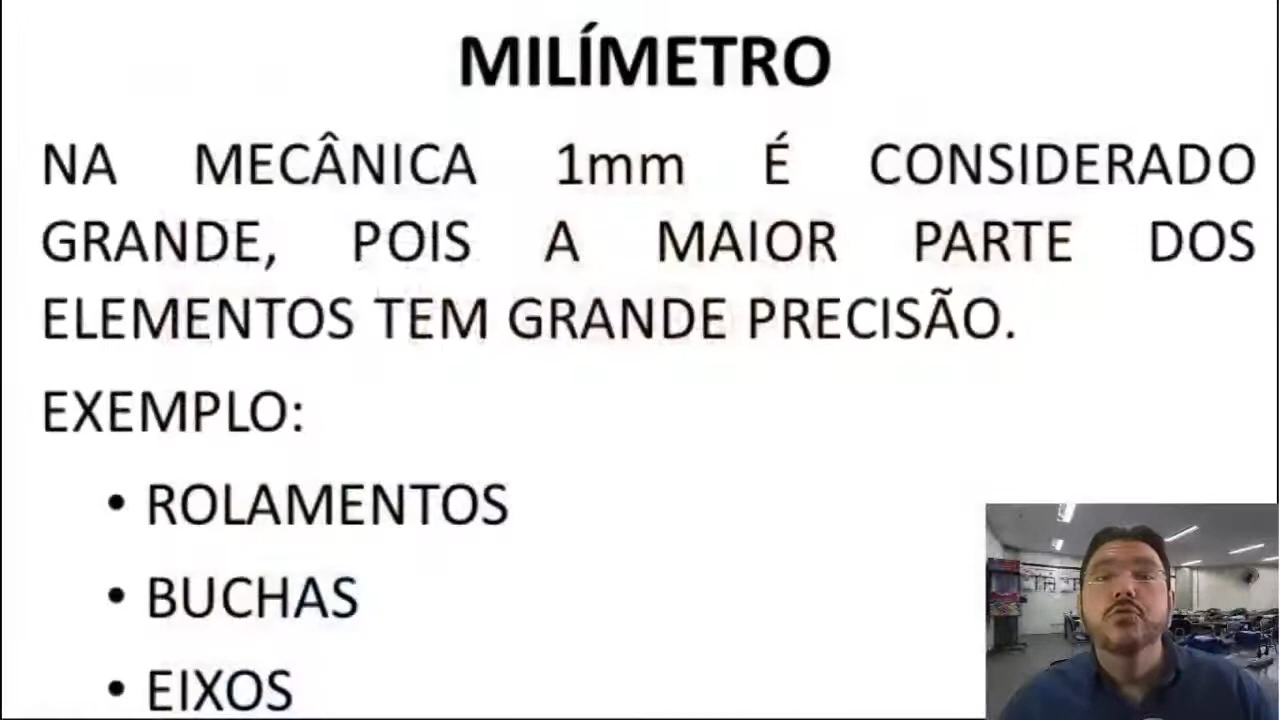 MILÍMETRO
NA MECÂNICA 1mm É CONSIDERADO
GRANDE, POIS A MAIOR PARTE DOS
ELEMENTOS TEM GRANDE PRECISÃO.
EXEMPLO:
• ROLAMENTOS
• BUCHAS
• EIXOS